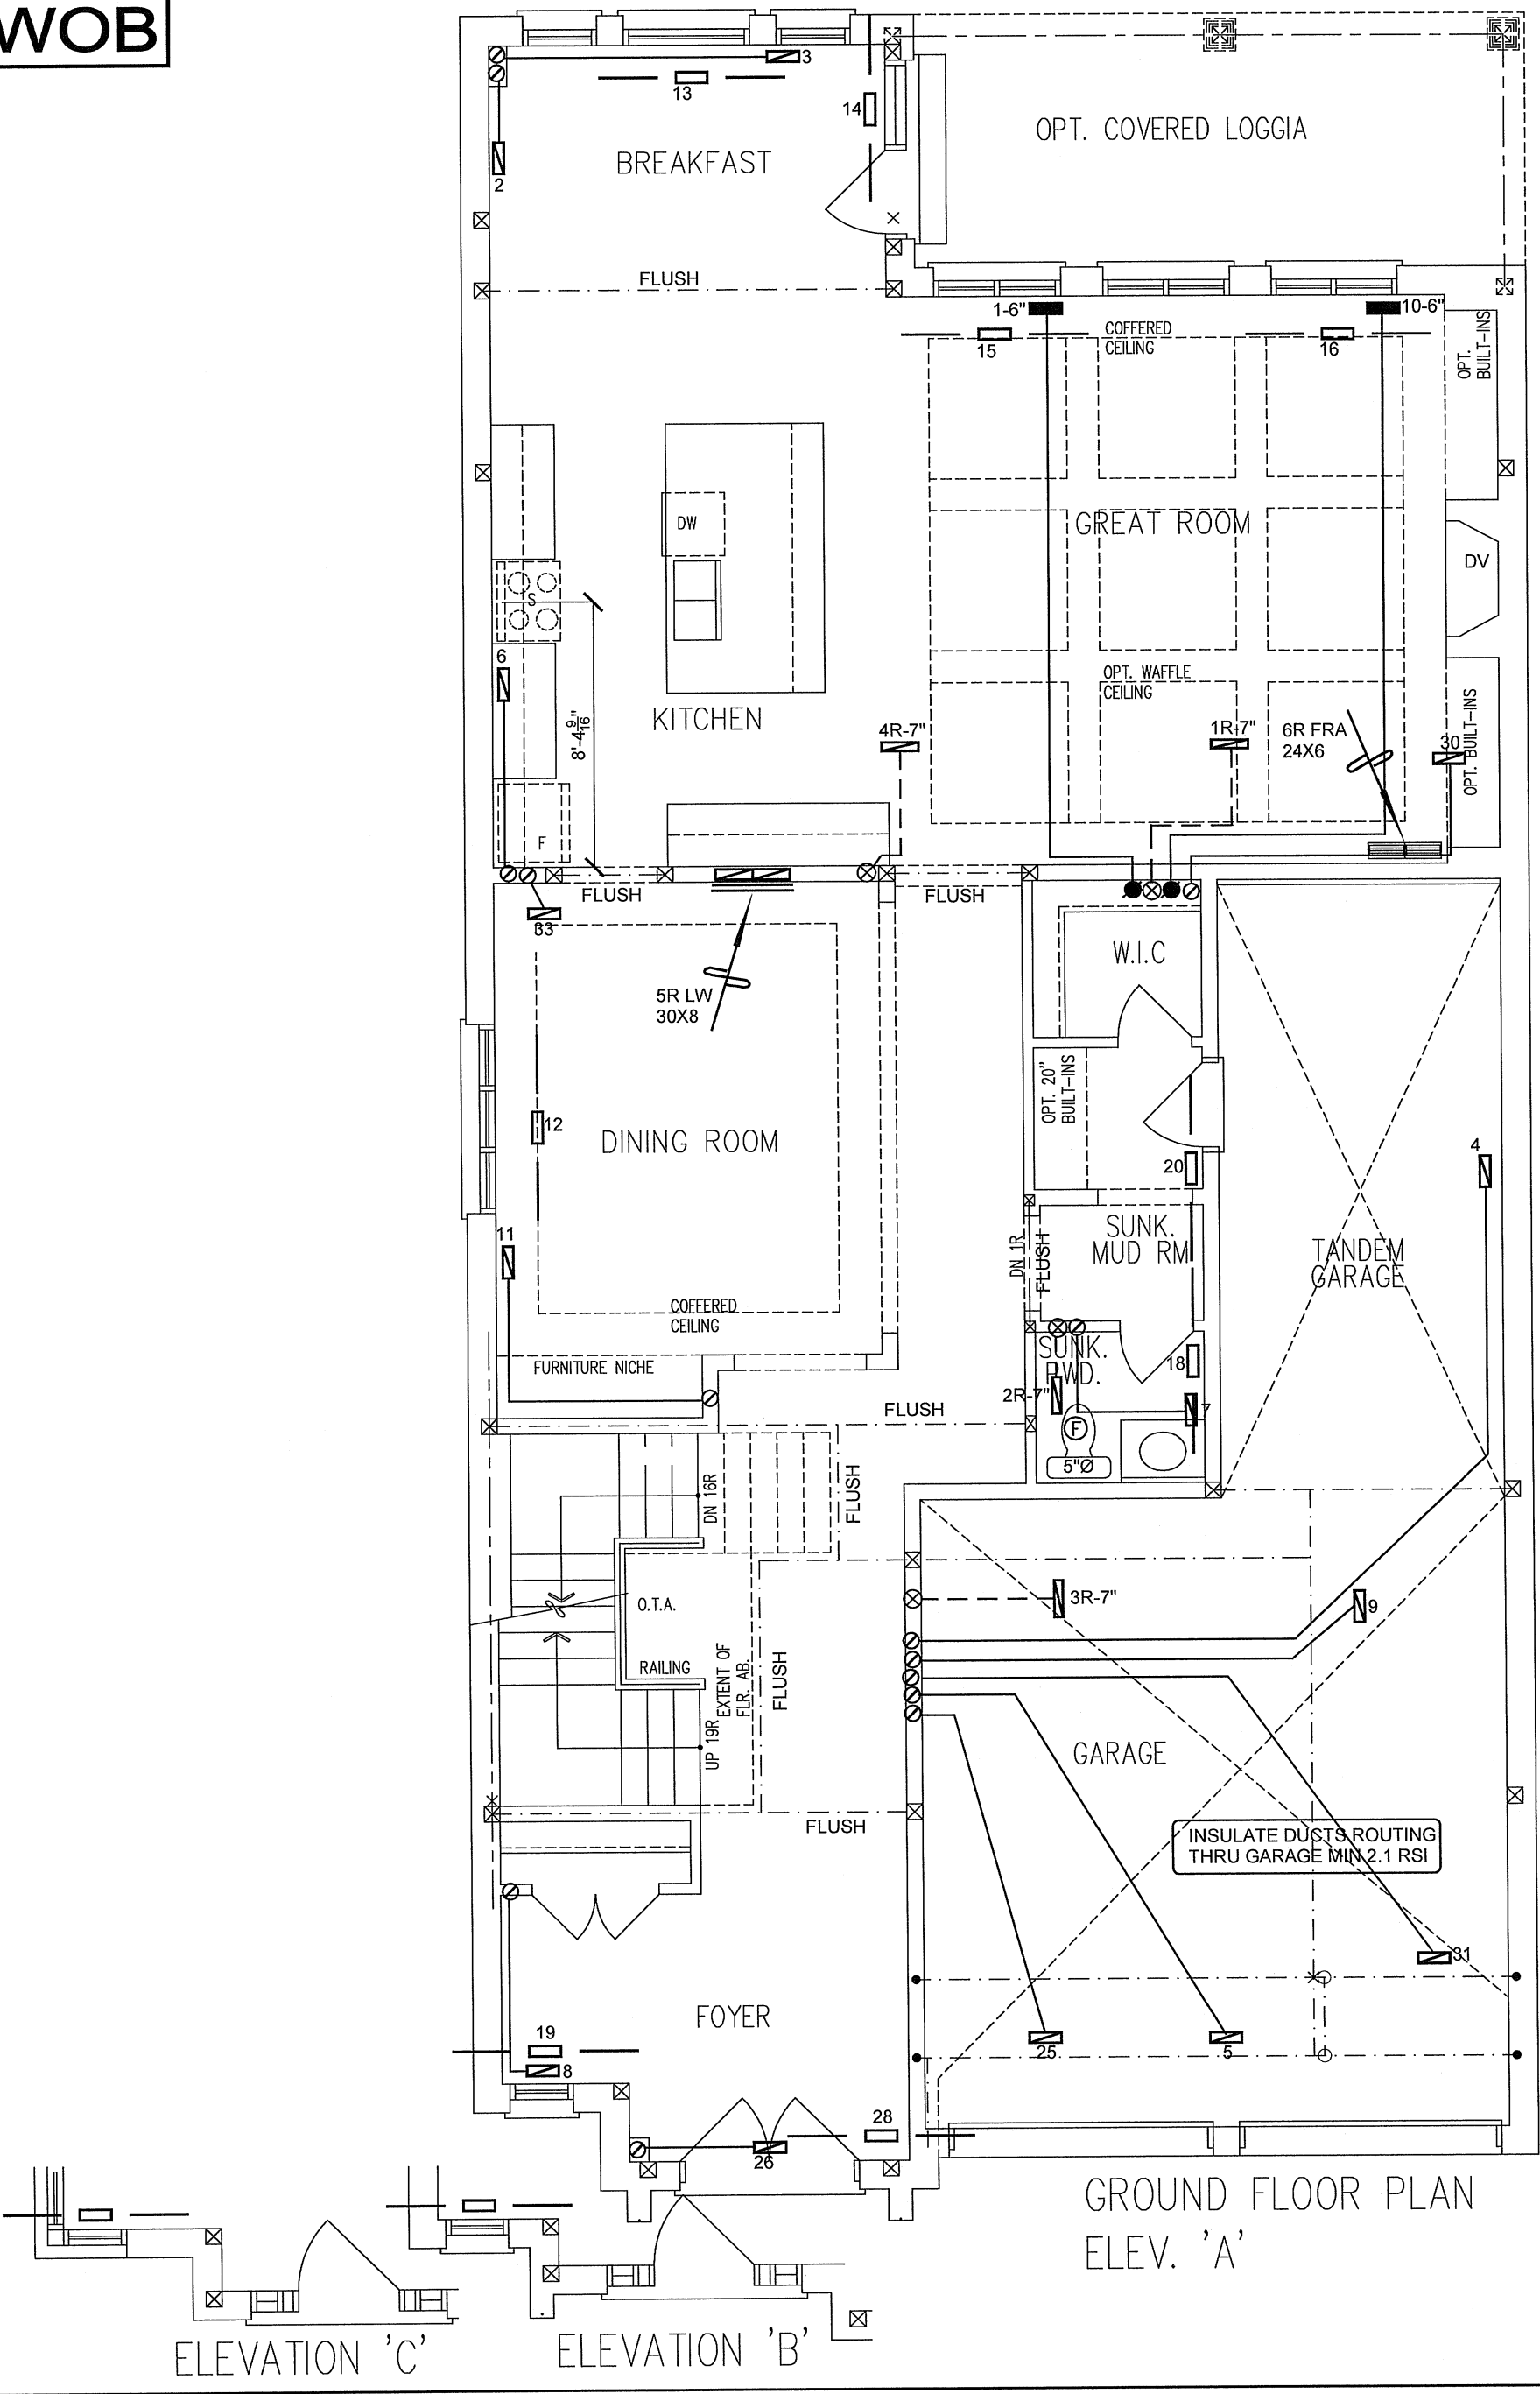 WOB
3
13
14
OPT. COVERED LOGGIA
BREAKFAST
2
FLUSH
1-6"
10-6"
COFFERED
CEILING
15
16
OPT.
BUILT-INS
DW
GREAT ROOM
DV
S
6
OPT. WAFFLE
CEILING
KITCHEN
8'-4 9/16"
4R-7"
1R-7"
6R FRA
24X6
30
OPT. BUILT-INS
F
FLUSH
FLUSH
33
W.I.C
5R LW
30X8
OPT. 20"
BUILT-INS
12
DINING ROOM
20
4
11
SUNK.
MUD RM
DN 1R
FLUSH
TANDEM
GARAGE
COFFERED
CEILING
FURNITURE NICHE
SUNK.
PWD.
18
2R-7"
7
FLUSH
F
5"Ø
DN 16R
FLUSH
O.T.A.
3R-7"
9
RAILING
EXTENT OF
FLR. AB.
FLUSH
UP 19R
GARAGE
FLUSH
INSULATE DUCTS ROUTING
THRU GARAGE MIN 2.1 RSI
31
FOYER
19
8
25
5
28
26
GROUND FLOOR PLAN
ELEV. 'A'
ELEVATION 'C'
ELEVATION 'B'